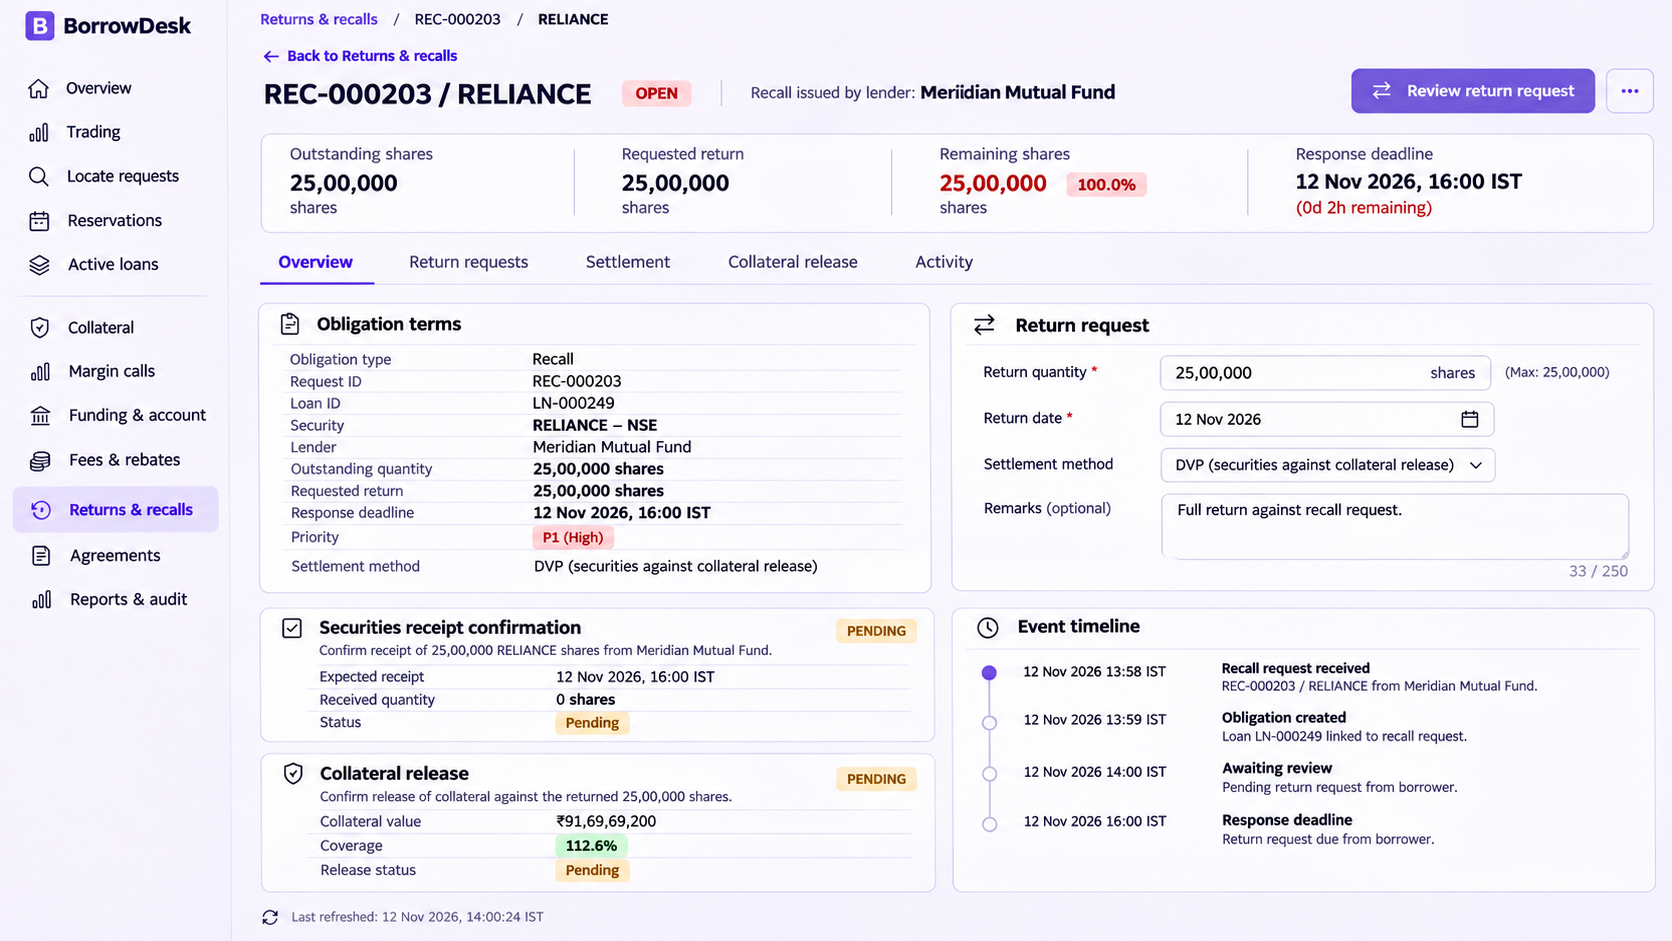 B BorrowDesk
Overview
Trading
Locate requests
Reservations
Active loans
Collateral
Margin calls
Funding & account
Fees & rebates
Returns & recalls
Agreements
Reports & audit
Returns & recalls / REC-000203 / RELIANCE
← Back to Returns & recalls
REC-000203 / RELIANCE OPEN Recall issued by lender: Meridian Mutual Fund
Review return request
Outstanding shares
25,00,000
shares
Requested return
25,00,000
shares
Remaining shares
25,00,000 100.0%
shares
Response deadline
12 Nov 2026, 16:00 IST
(0d 2h remaining)
Overview Return requests Settlement Collateral release Activity
Obligation terms
Obligation type Recall
Request ID REC-000203
Loan ID LN-000249
Security RELIANCE – NSE
Lender Meridian Mutual Fund
Outstanding quantity 25,00,000 shares
Requested return 25,00,000 shares
Response deadline 12 Nov 2026, 16:00 IST
Priority P1 (High)
Settlement method DVP (securities against collateral release)
Return request
Return quantity * 25,00,000 shares (Max: 25,00,000)
Return date * 12 Nov 2026
Settlement method DVP (securities against collateral release)
Remarks (optional) Full return against recall request.
33 / 250
Securities receipt confirmation PENDING
Confirm receipt of 25,00,000 RELIANCE shares from Meridian Mutual Fund.
Expected receipt 12 Nov 2026, 16:00 IST
Received quantity 0 shares
Status Pending
Collateral release PENDING
Confirm release of collateral against the returned 25,00,000 shares.
Collateral value ₹91,69,69,200
Coverage 112.6%
Release status Pending
Event timeline
12 Nov 2026 13:58 IST Recall request received
REC-000203 / RELIANCE from Meridian Mutual Fund.
12 Nov 2026 13:59 IST Obligation created
Loan LN-000249 linked to recall request.
12 Nov 2026 14:00 IST Awaiting review
Pending return request from borrower.
12 Nov 2026 16:00 IST Response deadline
Return request due from borrower.
Last refreshed: 12 Nov 2026, 14:00:24 IST